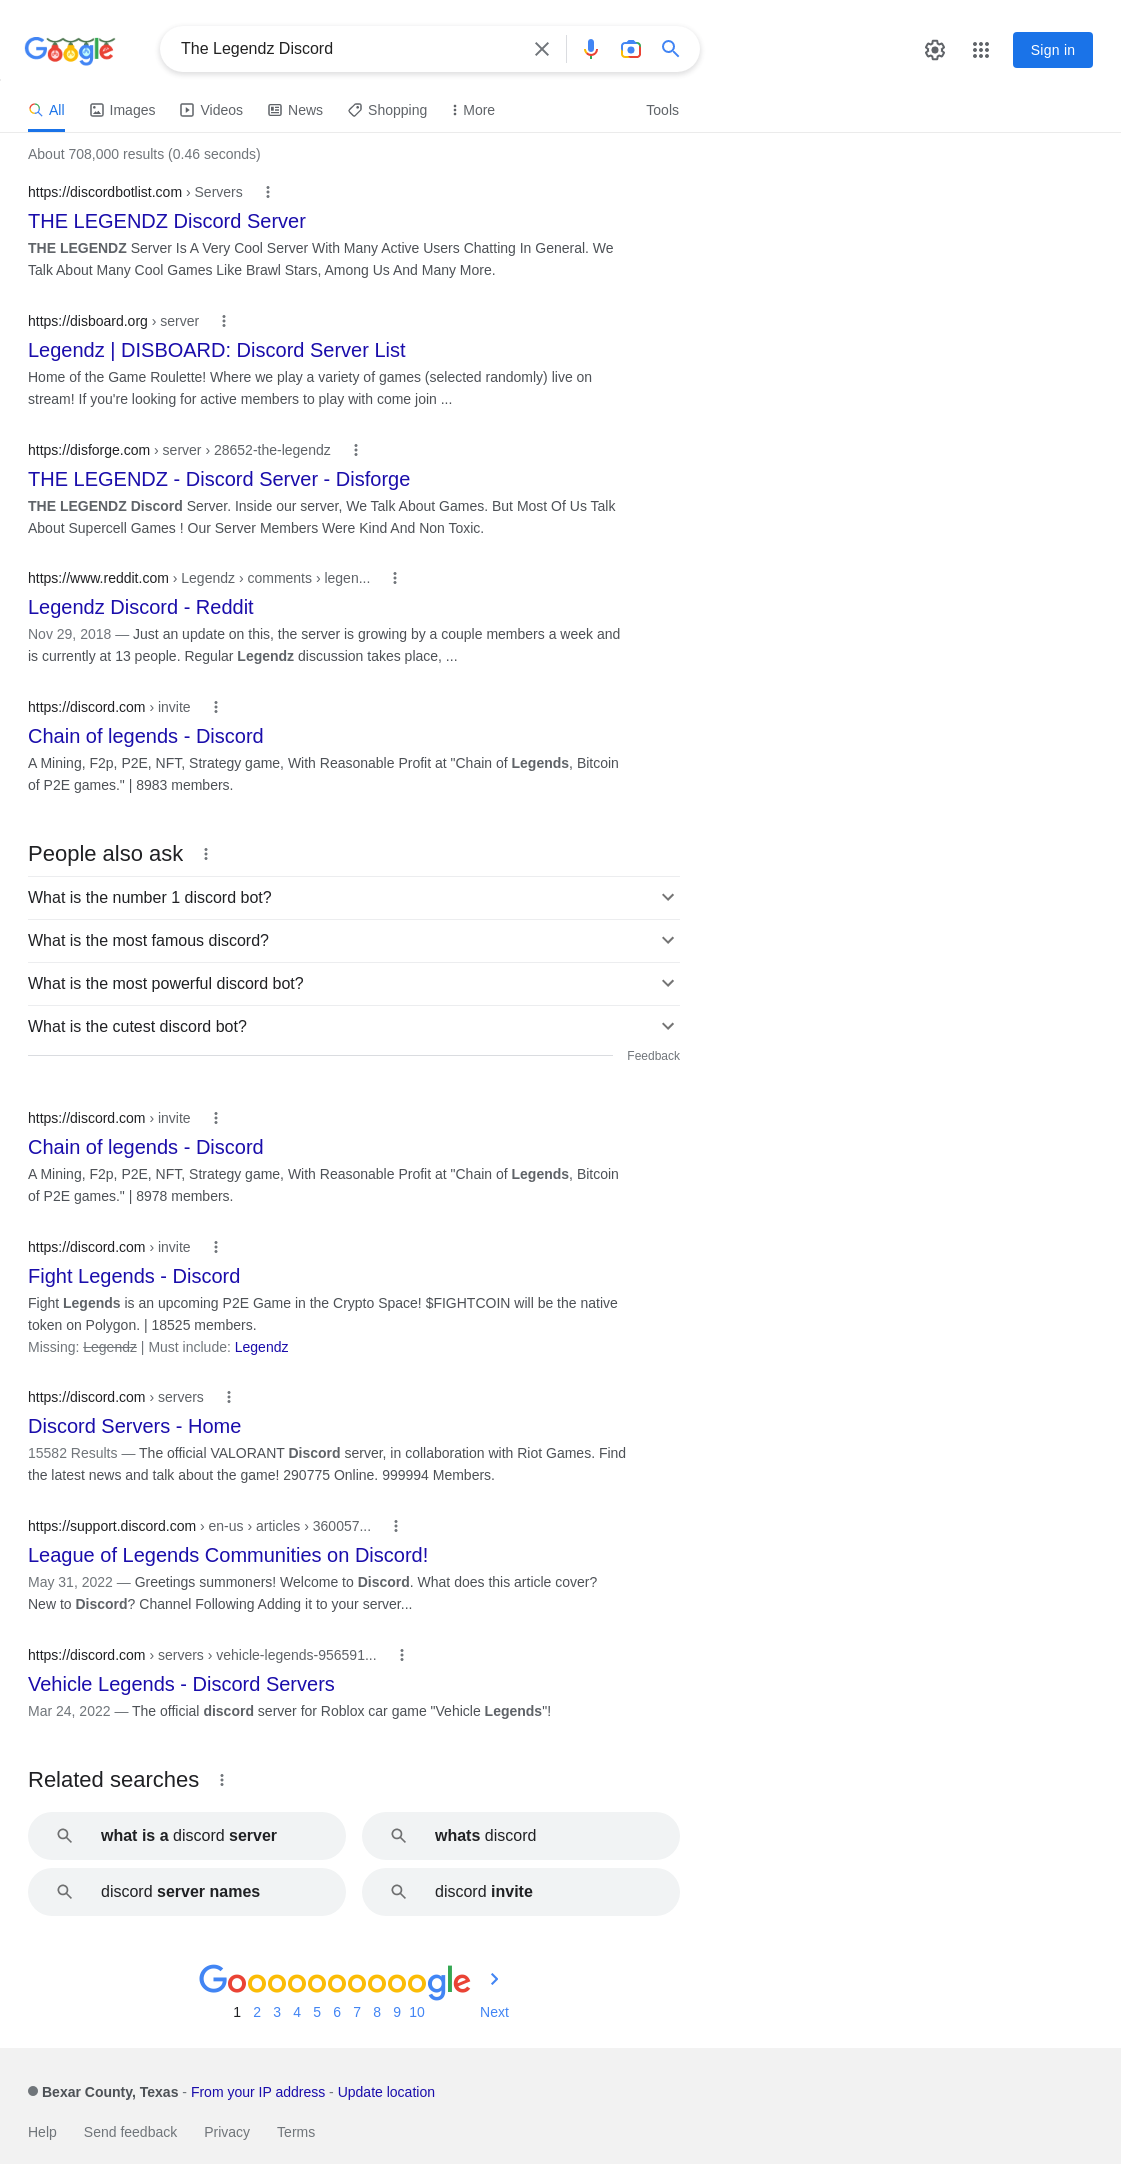 Google
The Legendz Discord
Sign in
All Images Videos News Shopping More Tools
About 708,000 results (0.46 seconds)
https://discordbotlist.com › Servers
THE LEGENDZ Discord Server
THE LEGENDZ Server Is A Very Cool Server With Many Active Users Chatting In General. We
Talk About Many Cool Games Like Brawl Stars, Among Us And Many More.
https://disboard.org › server
Legendz | DISBOARD: Discord Server List
Home of the Game Roulette! Where we play a variety of games (selected randomly) live on
stream! If you're looking for active members to play with come join ...
https://disforge.com › server › 28652-the-legendz
THE LEGENDZ - Discord Server - Disforge
THE LEGENDZ Discord Server. Inside our server, We Talk About Games. But Most Of Us Talk
About Supercell Games ! Our Server Members Were Kind And Non Toxic.
https://www.reddit.com › Legendz › comments › legen...
Legendz Discord - Reddit
Nov 29, 2018 — Just an update on this, the server is growing by a couple members a week and
is currently at 13 people. Regular Legendz discussion takes place, ...
https://discord.com › invite
Chain of legends - Discord
A Mining, F2p, P2E, NFT, Strategy game, With Reasonable Profit at "Chain of Legends, Bitcoin
of P2E games." | 8983 members.
People also ask
What is the number 1 discord bot?
What is the most famous discord?
What is the most powerful discord bot?
What is the cutest discord bot?
Feedback
https://discord.com › invite
Chain of legends - Discord
A Mining, F2p, P2E, NFT, Strategy game, With Reasonable Profit at "Chain of Legends, Bitcoin
of P2E games." | 8978 members.
https://discord.com › invite
Fight Legends - Discord
Fight Legends is an upcoming P2E Game in the Crypto Space! $FIGHTCOIN will be the native
token on Polygon. | 18525 members.
Missing: Legendz | Must include: Legendz
https://discord.com › servers
Discord Servers - Home
15582 Results — The official VALORANT Discord server, in collaboration with Riot Games. Find
the latest news and talk about the game! 290775 Online. 999994 Members.
https://support.discord.com › en-us › articles › 360057...
League of Legends Communities on Discord!
May 31, 2022 — Greetings summoners! Welcome to Discord. What does this article cover?
New to Discord? Channel Following Adding it to your server...
https://discord.com › servers › vehicle-legends-956591...
Vehicle Legends - Discord Servers
Mar 24, 2022 — The official discord server for Roblox car game "Vehicle Legends"!
Related searches
what is a discord server
whats discord
discord server names
discord invite
Goooooooooogle
1 2 3 4 5 6 7 8 9 10 Next
Bexar County, Texas - From your IP address - Update location
Help Send feedback Privacy Terms